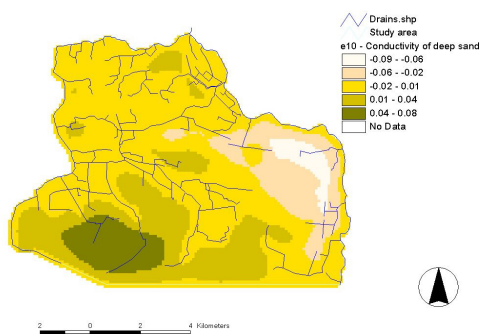 Drains.shp
Study area
e10 - Conductivity of deep sand
-0.09 - -0.06
-0.06 - -0.02
-0.02 - 0.01
0.01 - 0.04
0.04 - 0.08
No Data
2 0 2 4 Kilometers